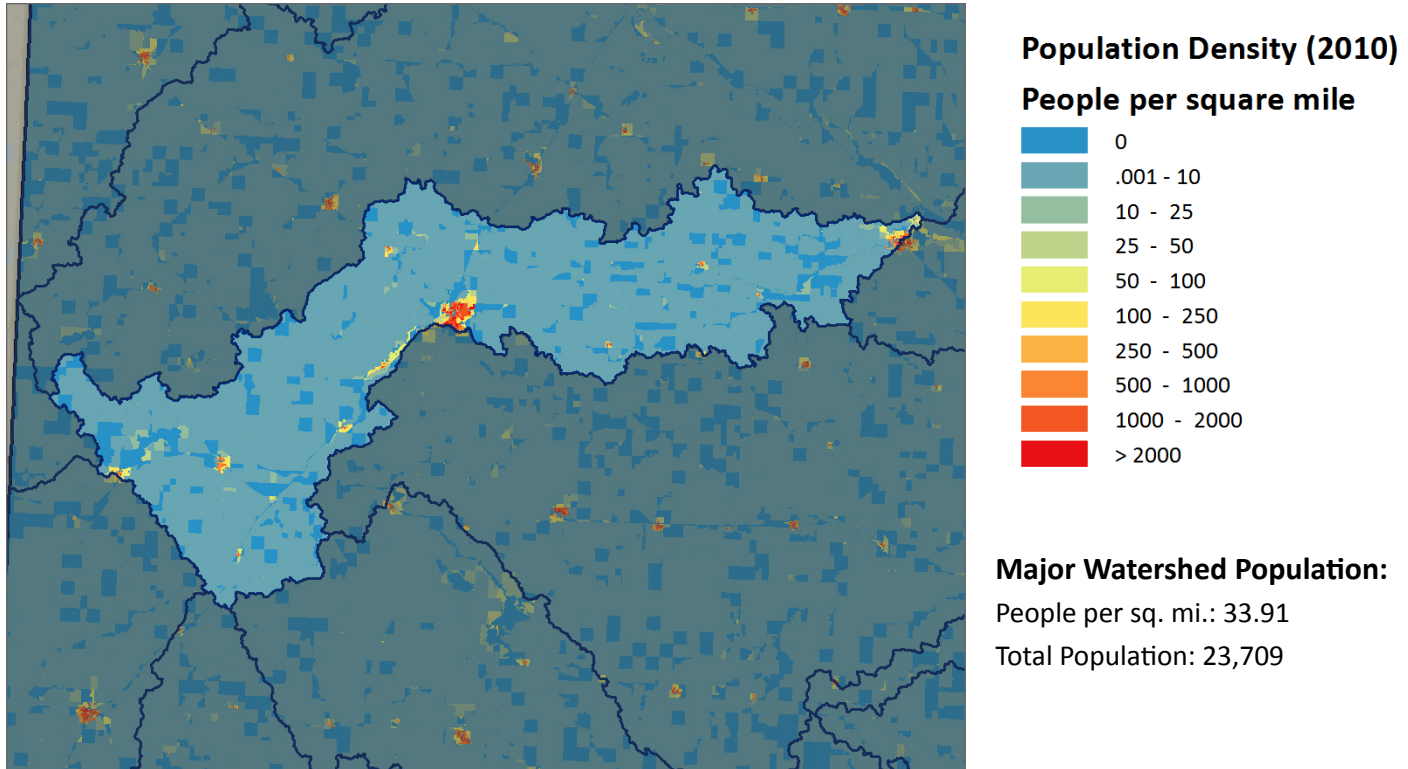 Population Density (2010)
People per square mile
0
.001 - 10
10 - 25
25 - 50
50 - 100
100 - 250
250 - 500
500 - 1000
1000 - 2000
> 2000
Major Watershed Population:
People per sq. mi.: 33.91
Total Population: 23,709